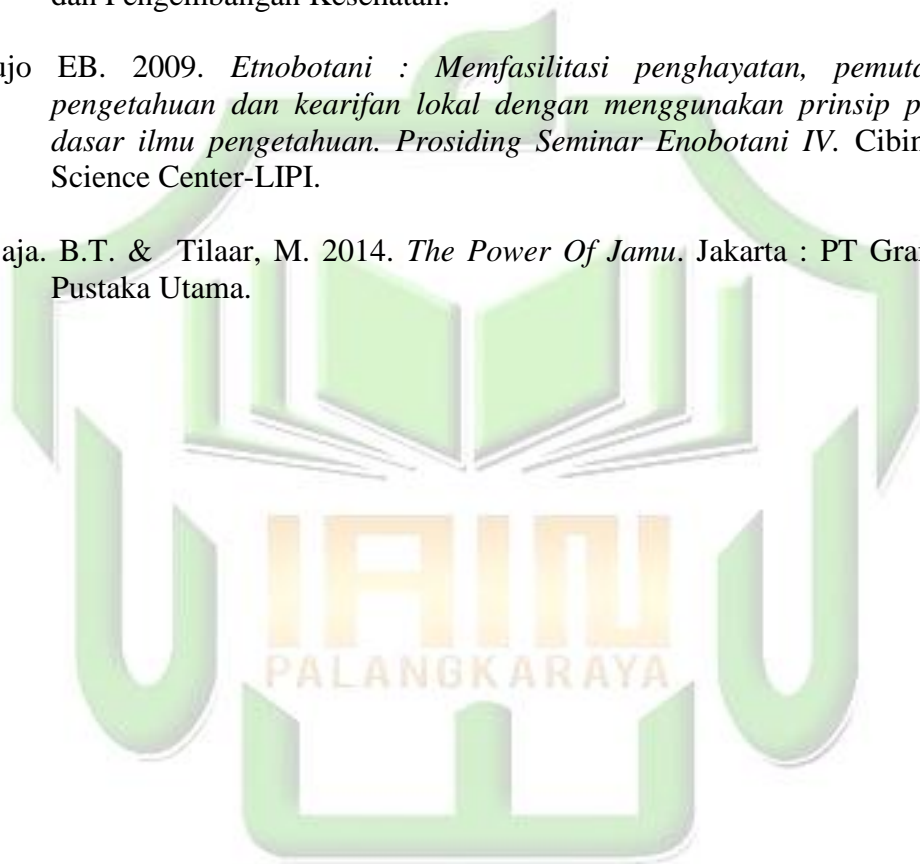 dan Pengembangan Kesehatan.
ujo EB. 2009. Etnobotani : Memfasilitasi penghayatan, pemuta
pengetahuan dan kearifan lokal dengan menggunakan prinsip p
dasar ilmu pengetahuan. Prosiding Seminar Enobotani IV. Cibin
Science Center-LIPI.
aja. B.T. & Tilaar, M. 2014. The Power Of Jamu. Jakarta : PT Gra
Pustaka Utama.
IAIN
PALANGKARAYA